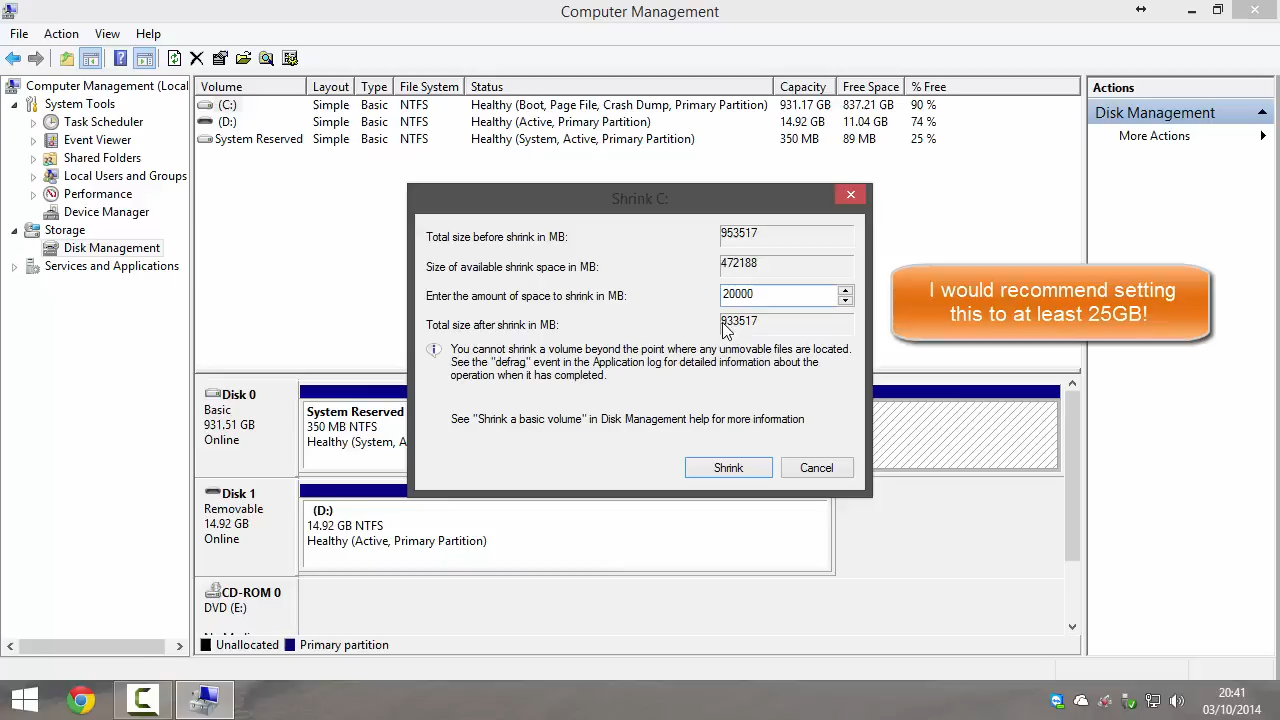 Computer Management
File Action View Help
Computer Management (Local
System Tools
Task Scheduler
Event Viewer
Shared Folders
Local Users and Groups
Performance
Device Manager
Storage
Disk Management
Services and Applications
Volume Layout Type File System Status Capacity Free Space % Free
(C:) Simple Basic NTFS Healthy (Boot, Page File, Crash Dump, Primary Partition) 931.17 GB 837.21 GB 90 %
(D:) Simple Basic NTFS Healthy (Active, Primary Partition) 14.92 GB 11.04 GB 74 %
System Reserved Simple Basic NTFS Healthy (System, Active, Primary Partition) 350 MB 89 MB 25 %
Actions
Disk Management
More Actions
Shrink C:
Total size before shrink in MB: 953517
Size of available shrink space in MB: 472188
Enter the amount of space to shrink in MB: 20000
Total size after shrink in MB: 933517
You cannot shrink a volume beyond the point where any unmovable files are located.
See the "defrag" event in the Application log for detailed information about the
operation when it has completed.
See "Shrink a basic volume" in Disk Management help for more information
Shrink Cancel
I would recommend setting
this to at least 25GB!
Disk 0
Basic
931.51 GB
Online
System Reserved
350 MB NTFS
Healthy (System, A
Disk 1
Removable
14.92 GB
Online
(D:)
14.92 GB NTFS
Healthy (Active, Primary Partition)
CD-ROM 0
DVD (E:)
Unallocated Primary partition
20:41
03/10/2014